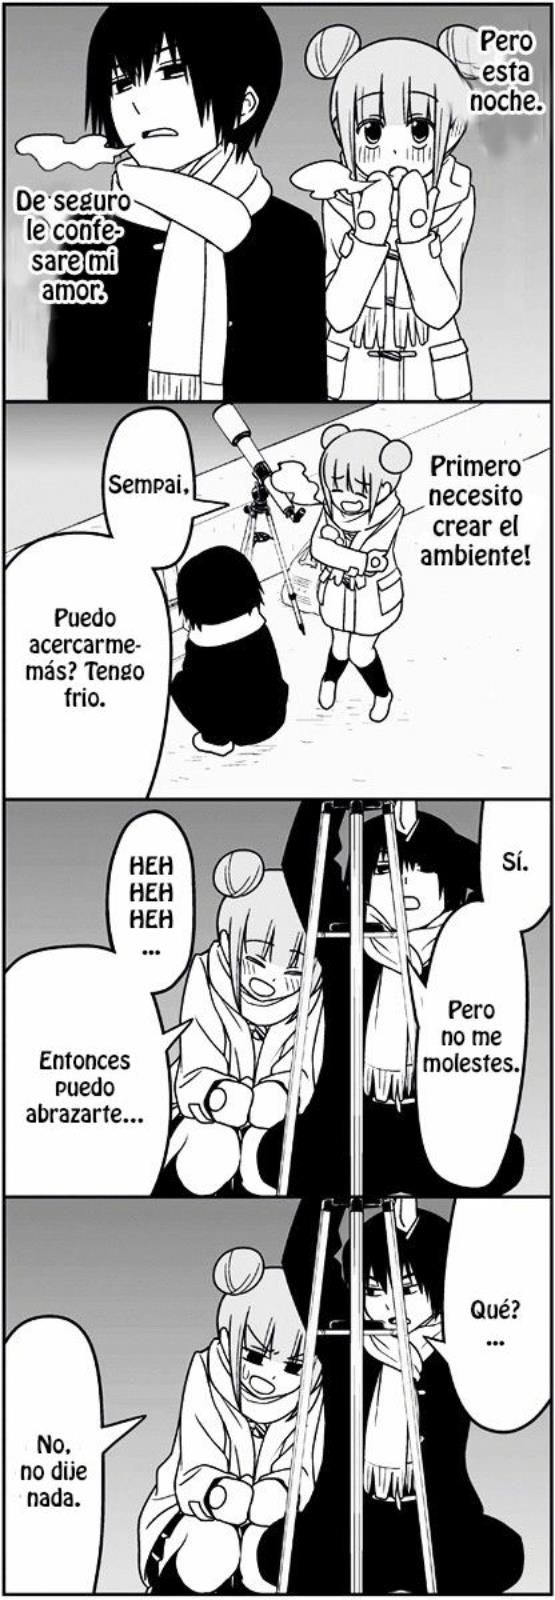 Pero
esta
noche.
De seguro
le confe-
sare mi
amor.
Sempai,
Primero
necesito
crear el
ambiente!
Puedo
acercarme-
más? Tengo
frio.
Sí.
HEH
HEH
HEH
...
Pero
no me
molestes.
Entonces
puedo
abrazarte...
Qué?
...
No,
no dije
nada.